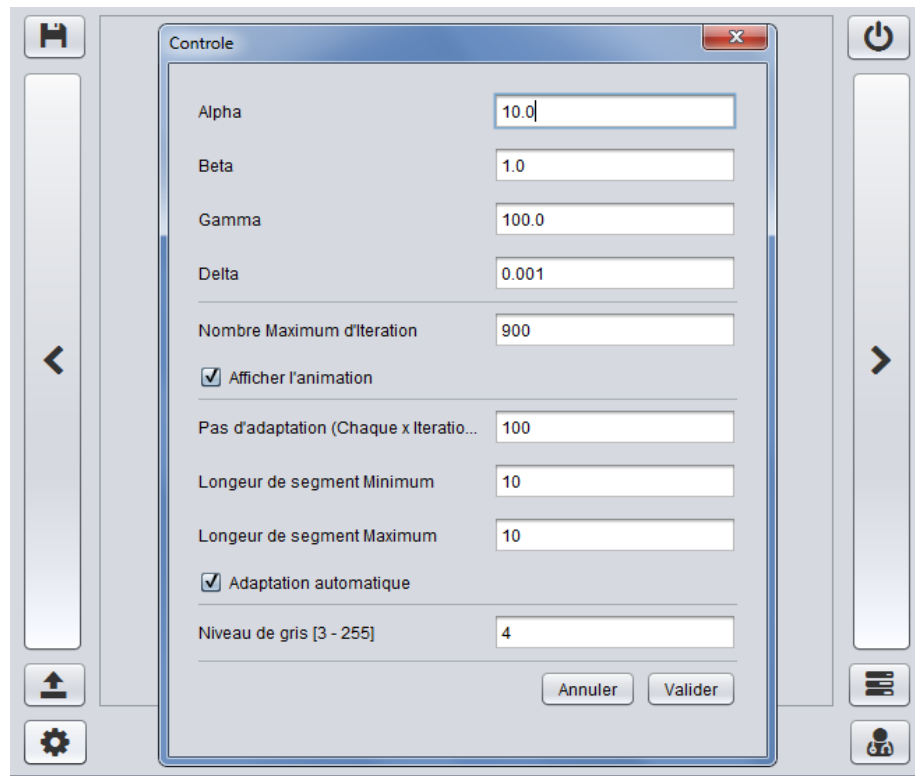 Controle
Alpha 10.0
Beta 1.0
Gamma 100.0
Delta 0.001
Nombre Maximum d'Iteration 900
Afficher l'animation
Pas d'adaptation (Chaque x Iteratio... 100
Longeur de segment Minimum 10
Longeur de segment Maximum 10
Adaptation automatique
Niveau de gris [3 - 255] 4
Annuler Valider